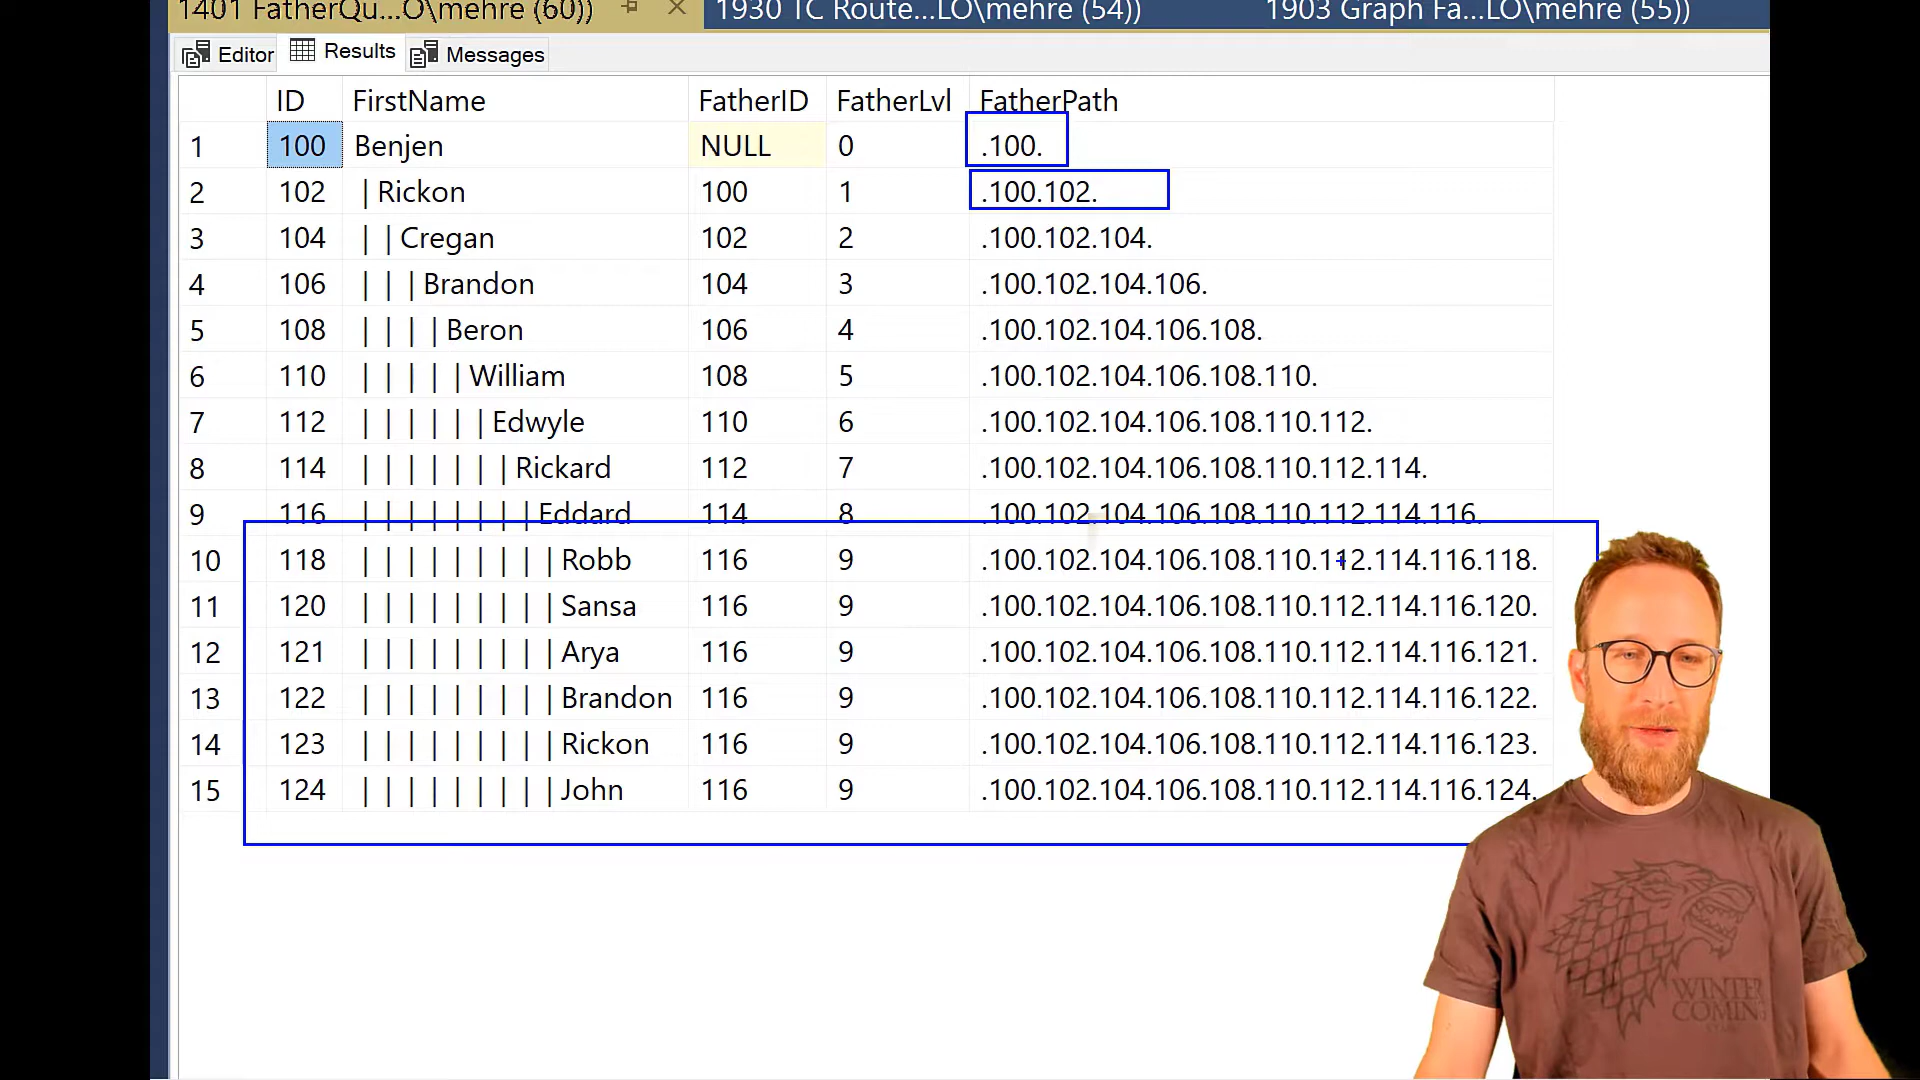 1401 FatherQu...O\mehre (60)) 1930 TC Route...LO\mehre (54)) 1903 Graph Fa...LO\mehre (55))
Editor Results Messages
ID FirstName FatherID FatherLvl FatherPath
1 100 Benjen NULL 0 .100.
2 102 | Rickon 100 1 .100.102.
3 104 | | Cregan 102 2 .100.102.104.
4 106 | | | Brandon 104 3 .100.102.104.106.
5 108 | | | | Beron 106 4 .100.102.104.106.108.
6 110 | | | | | William 108 5 .100.102.104.106.108.110.
7 112 | | | | | | Edwyle 110 6 .100.102.104.106.108.110.112.
8 114 | | | | | | | Rickard 112 7 .100.102.104.106.108.110.112.114.
9 116 | | | | | | | | Eddard 114 8 .100.102.104.106.108.110.112.114.116.
10 118 | | | | | | | | | Robb 116 9 .100.102.104.106.108.110.112.114.116.118.
11 120 | | | | | | | | | Sansa 116 9 .100.102.104.106.108.110.112.114.116.120.
12 121 | | | | | | | | | Arya 116 9 .100.102.104.106.108.110.112.114.116.121.
13 122 | | | | | | | | | Brandon 116 9 .100.102.104.106.108.110.112.114.116.122.
14 123 | | | | | | | | | Rickon 116 9 .100.102.104.106.108.110.112.114.116.123.
15 124 | | | | | | | | | John 116 9 .100.102.104.106.108.110.112.114.116.124.
WINTER
COMING